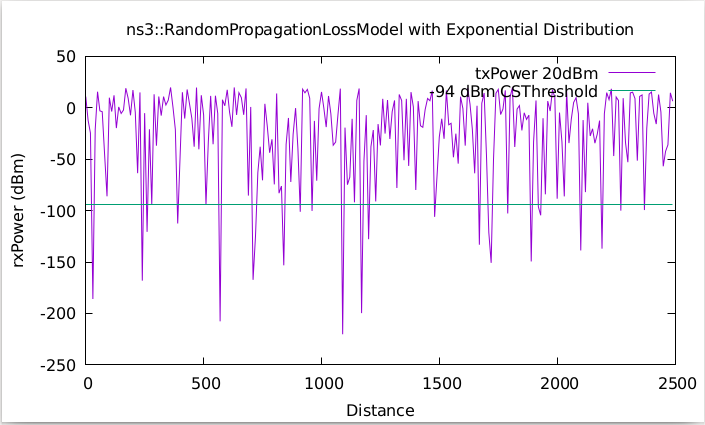 ns3::RandomPropagationLossModel with Exponential Distribution
50
0
-50
-100
-150
-200
-250
rxPower (dBm)
txPower 20dBm
-94 dBm CSThreshold
0
500
1000
1500
2000
2500
Distance